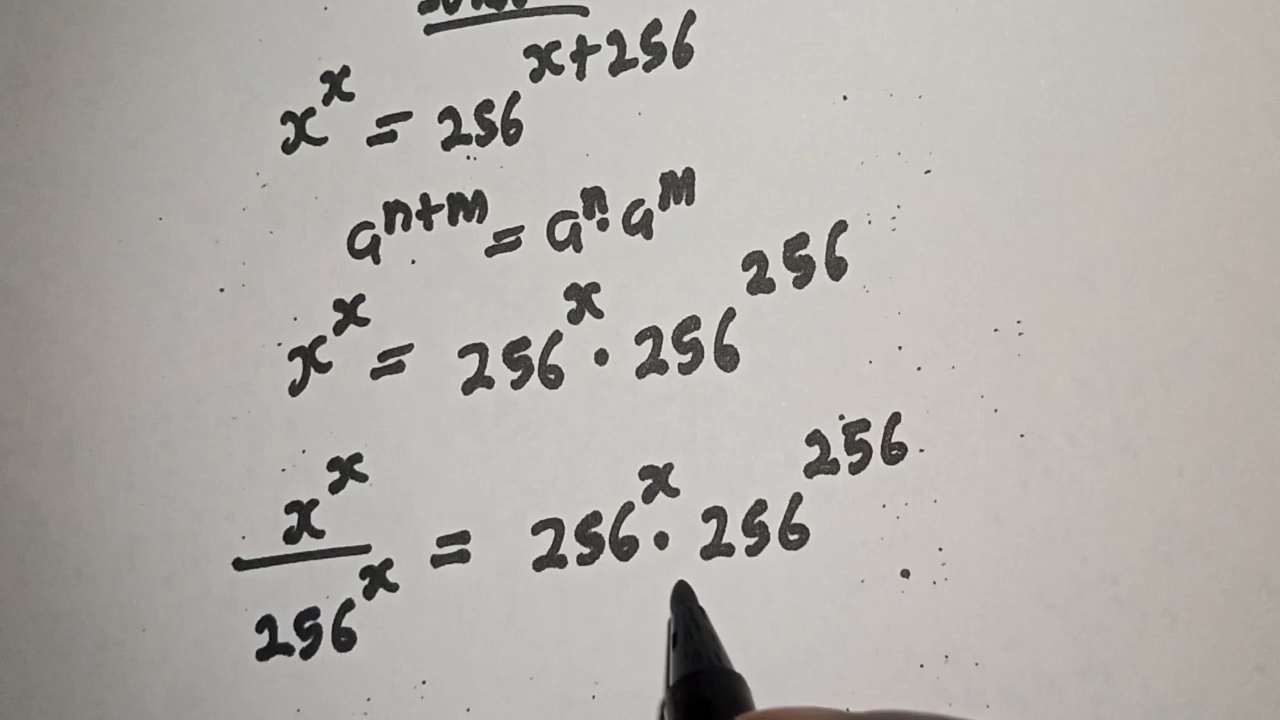 x^x = 256^{x+256}
a^{n+m} = a^n · a^m
x^x = 256^x · 256^{256}
x^x / 256^x = 256^x · 256^{256}